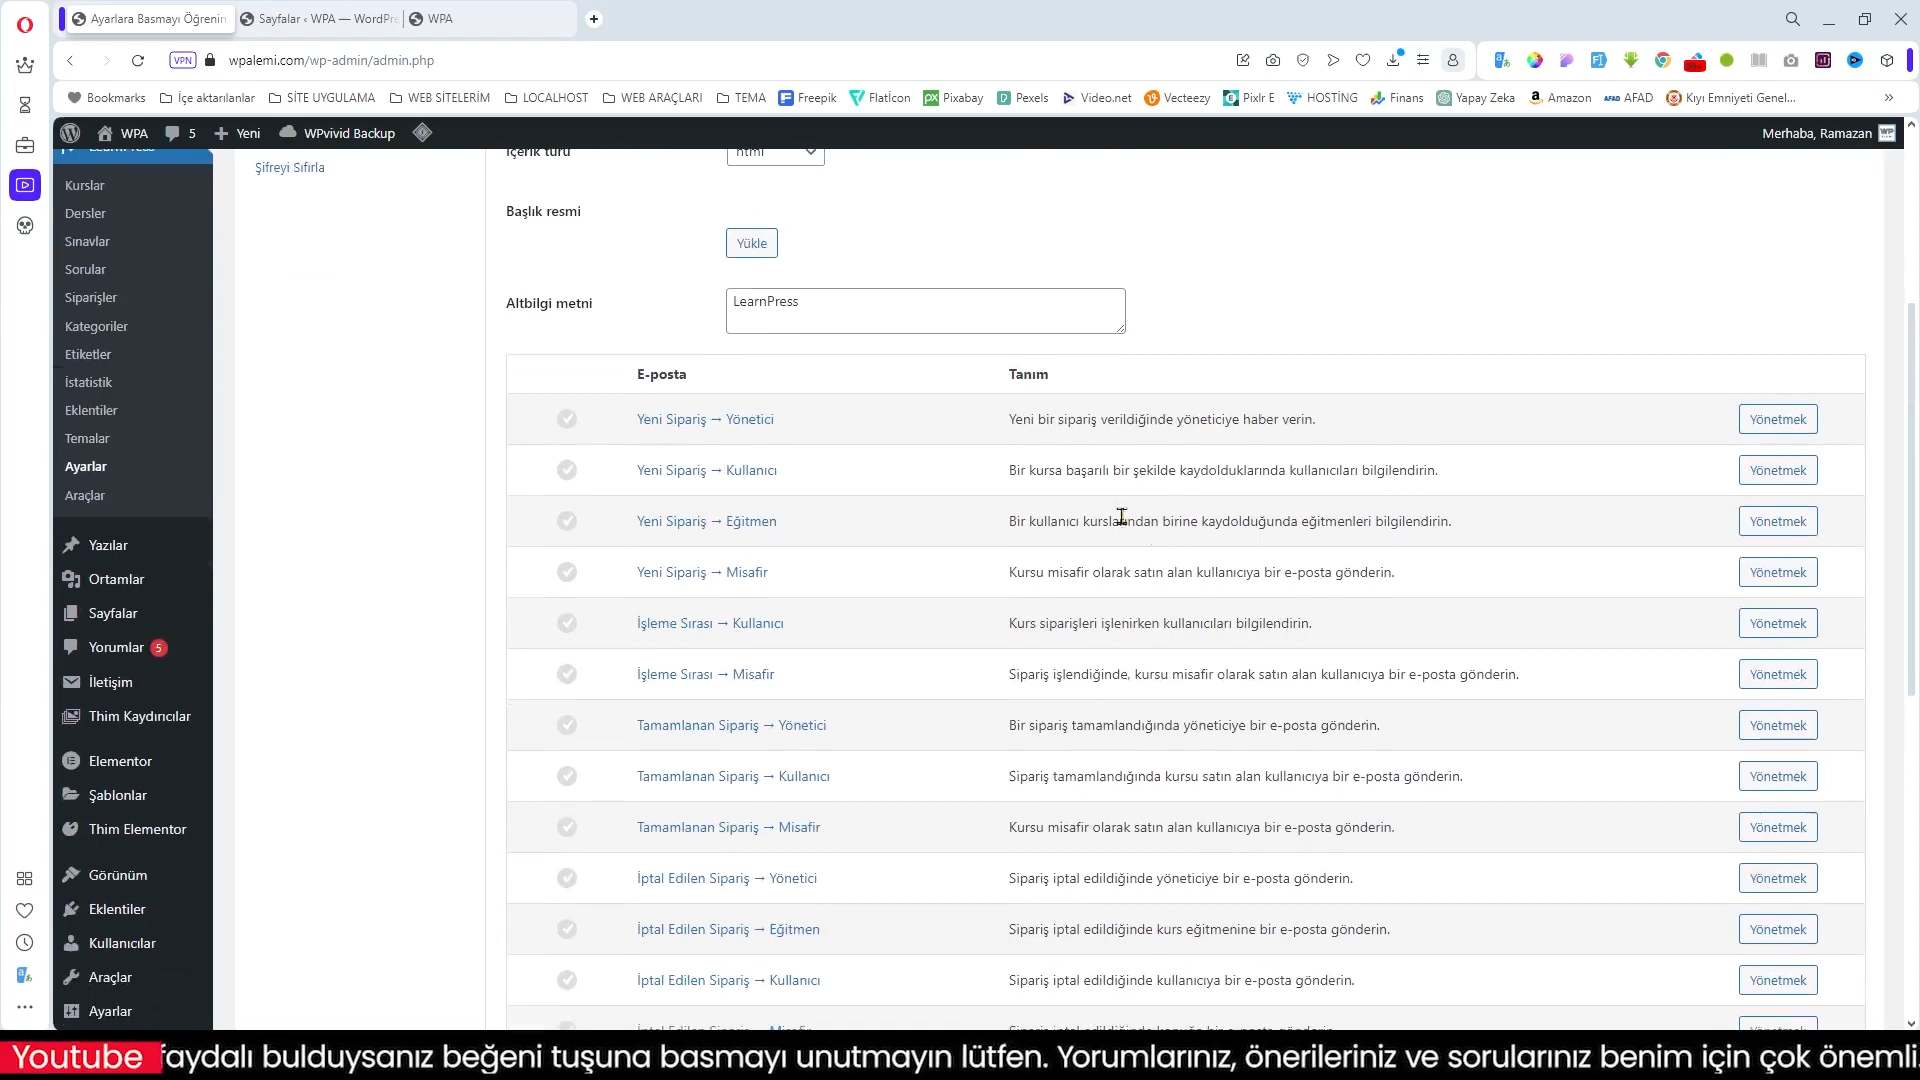 Ayarlara Basmayı Öğrenin
Sayfalar ‹ WPA — WordPr
WPA
VPN
wpalemi.com/wp-admin/admin.php
Bookmarks
İçe aktarılanlar
SİTE UYGULAMA
WEB SİTELERİM
LOCALHOST
WEB ARAÇLARI
TEMA
Freepik
Flatİcon
Pixabay
Pexels
Video.net
Vecteezy
Pixlr E
HOSTİNG
Finans
Yapay Zeka
Amazon
AFAD
Kıyı Emniyeti Genel...
WPA
5
Yeni
WPvivid Backup
Merhaba, Ramazan
LearnPress
Kurslar
Dersler
Sınavlar
Sorular
Siparişler
Kategoriler
Etiketler
İstatistik
Eklentiler
Temalar
Ayarlar
Araçlar
Yazılar
Ortamlar
Sayfalar
Yorumlar 5
İletişim
Thim Kaydırıcılar
Elementor
Şablonlar
Thim Elementor
Görünüm
Eklentiler
Kullanıcılar
Araçlar
Ayarlar
Şifreyi Sıfırla
İçerik türü html
Başlık resmi
Yükle
Altbilgi metni LearnPress
E-posta Tanım
Yeni Sipariş → Yönetici Yeni bir sipariş verildiğinde yöneticiye haber verin. Yönetmek
Yeni Sipariş → Kullanıcı Bir kursa başarılı bir şekilde kaydolduklarında kullanıcıları bilgilendirin. Yönetmek
Yeni Sipariş → Eğitmen Bir kullanıcı kurslarından birine kaydolduğunda eğitmenleri bilgilendirin. Yönetmek
Yeni Sipariş → Misafir Kursu misafir olarak satın alan kullanıcıya bir e-posta gönderin. Yönetmek
İşleme Sırası → Kullanıcı Kurs siparişleri işlenirken kullanıcıları bilgilendirin. Yönetmek
İşleme Sırası → Misafir Sipariş işlendiğinde, kursu misafir olarak satın alan kullanıcıya bir e-posta gönderin. Yönetmek
Tamamlanan Sipariş → Yönetici Bir sipariş tamamlandığında yöneticiye bir e-posta gönderin. Yönetmek
Tamamlanan Sipariş → Kullanıcı Sipariş tamamlandığında kursu satın alan kullanıcıya bir e-posta gönderin. Yönetmek
Tamamlanan Sipariş → Misafir Kursu misafir olarak satın alan kullanıcıya bir e-posta gönderin. Yönetmek
İptal Edilen Sipariş → Yönetici Sipariş iptal edildiğinde yöneticiye bir e-posta gönderin. Yönetmek
İptal Edilen Sipariş → Eğitmen Sipariş iptal edildiğinde kurs eğitmenine bir e-posta gönderin. Yönetmek
İptal Edilen Sipariş → Kullanıcı Sipariş iptal edildiğinde kullanıcıya bir e-posta gönderin. Yönetmek
İptal Edilen Sipariş → Misafir
Youtube faydalı bulduysanız beğeni tuşuna basmayı unutmayın lütfen. Yorumlarınız, önerileriniz ve sorularınız benim için çok önemli